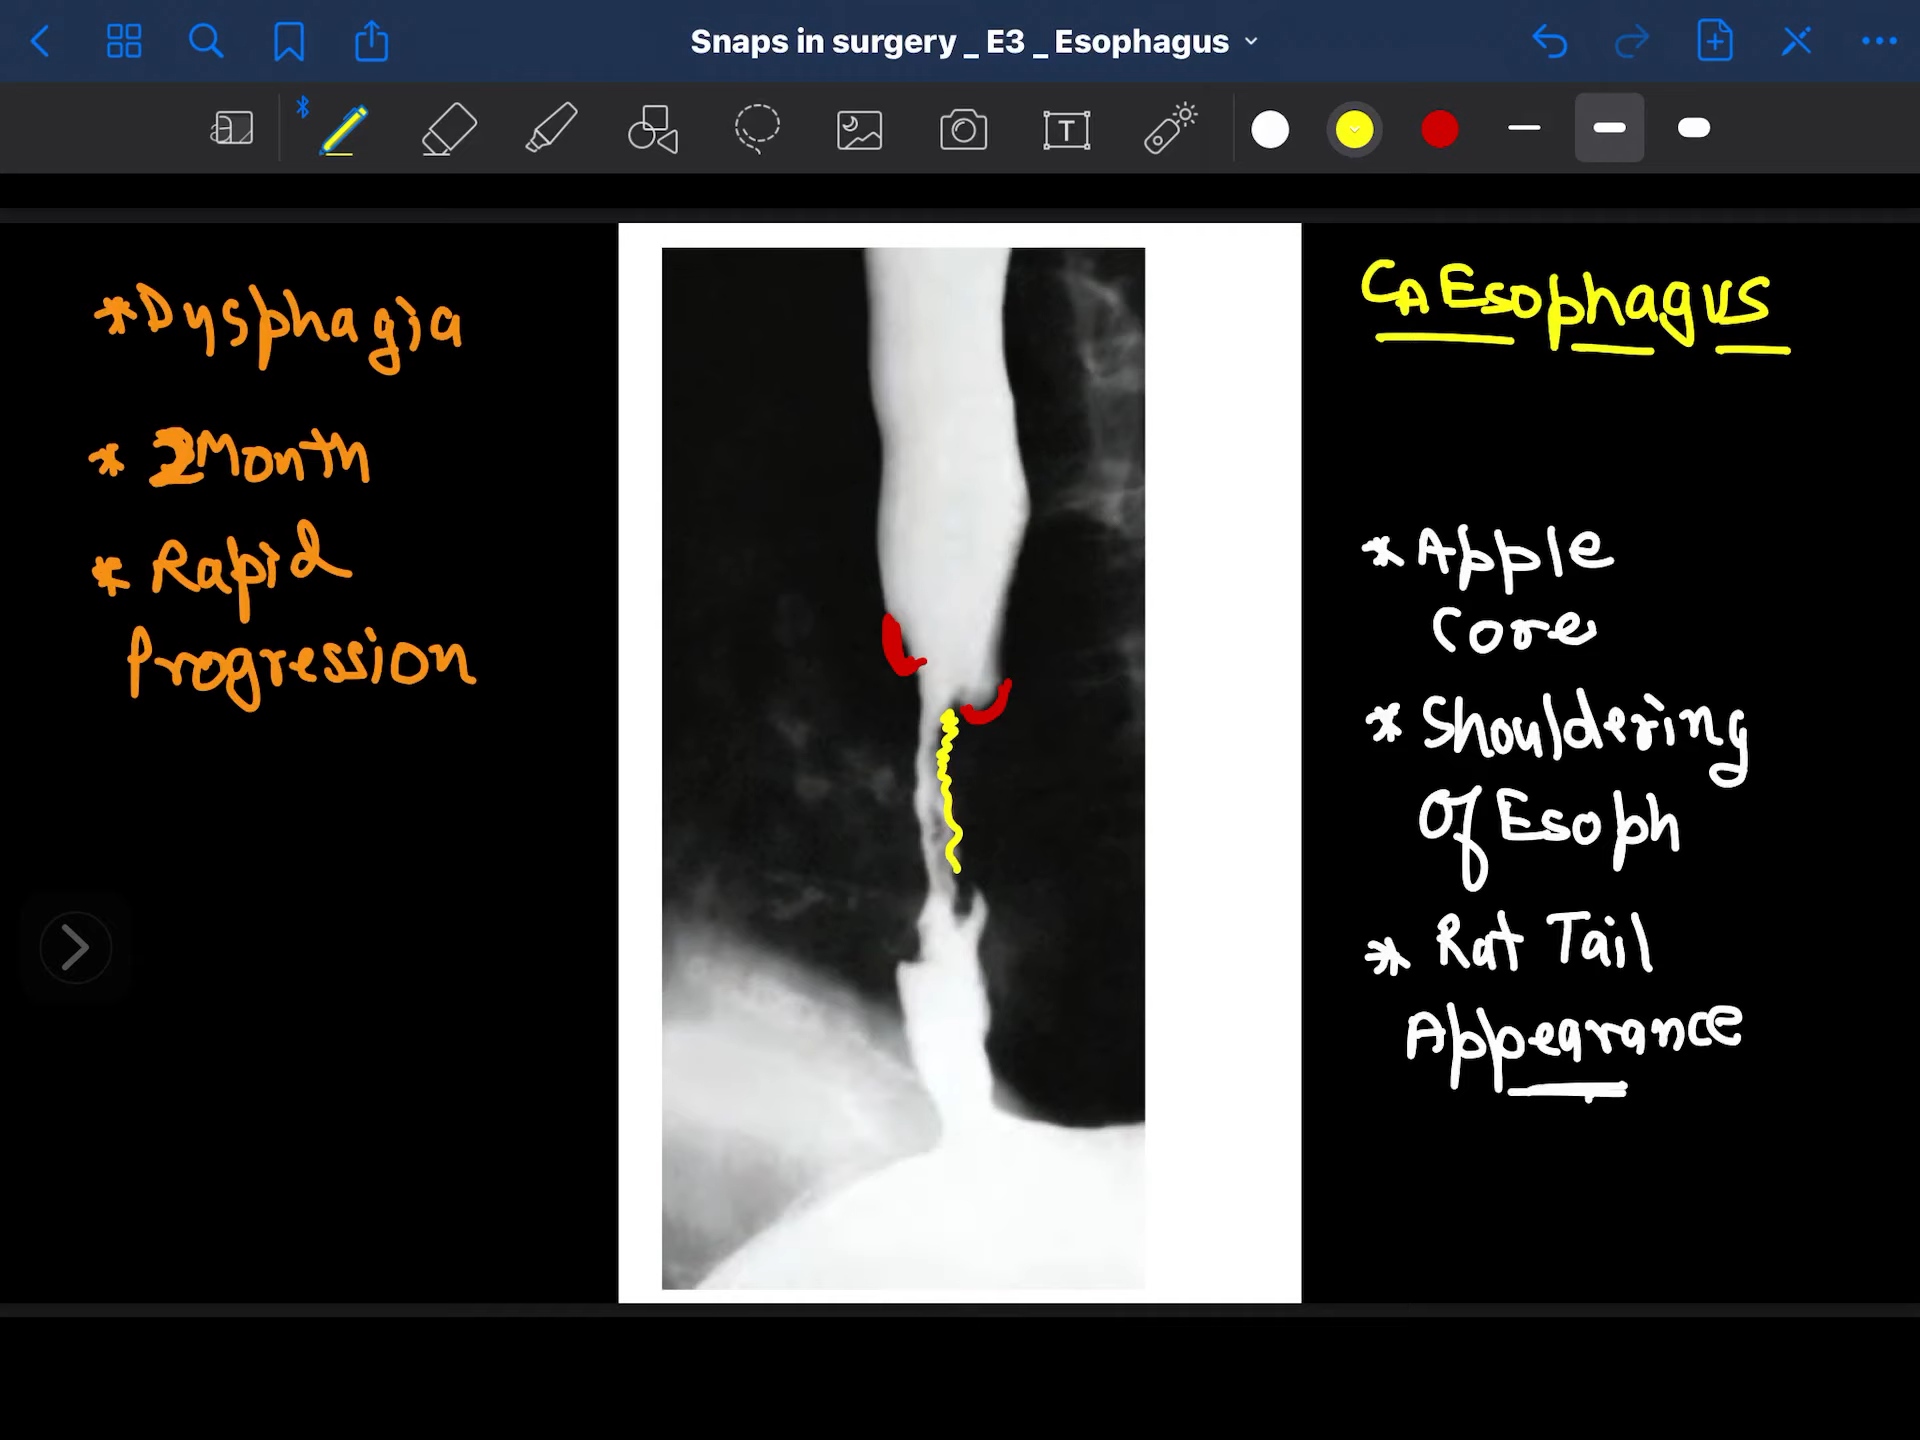 Snaps in surgery _ E3 _ Esophagus
T
*Dysphagia
* 2Month
* Rapid
Progression
CA Esophagus
* Apple
Core
* Shouldering
Of Esoph
* Rat Tail
Appearance